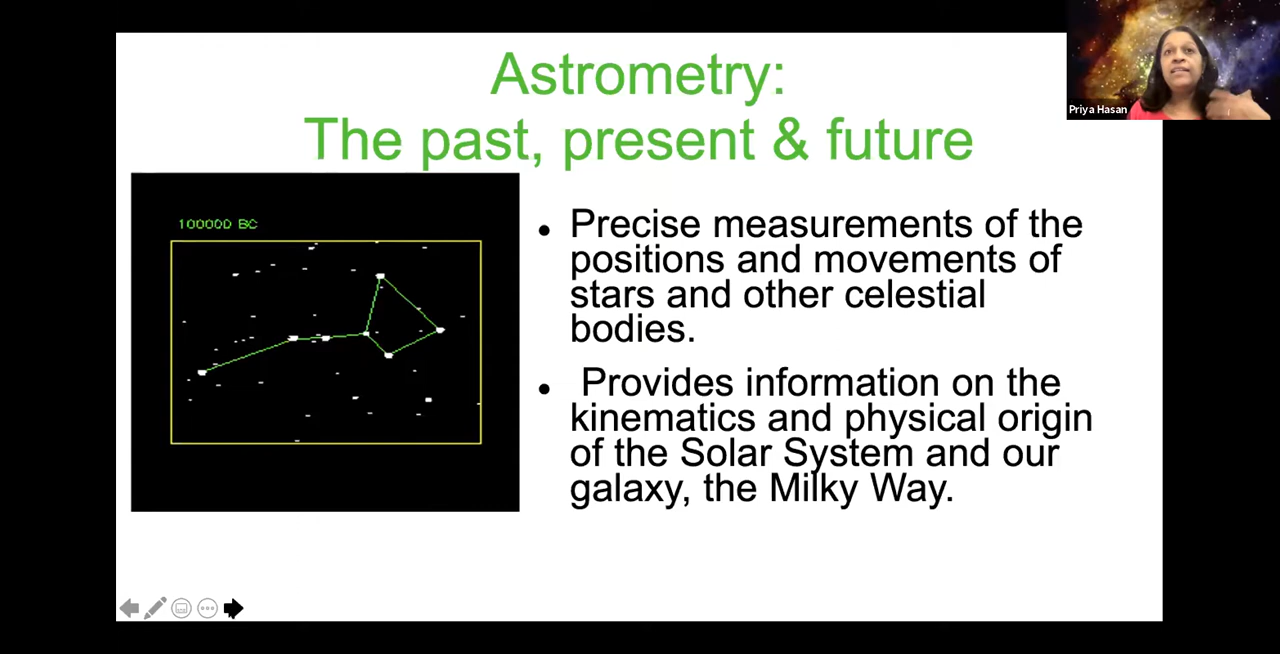 Astrometry:
The past, present & future
Priya Hasan
100000 BC
• Precise measurements of the
positions and movements of
stars and other celestial
bodies.
• Provides information on the
kinematics and physical origin
of the Solar System and our
galaxy, the Milky Way.